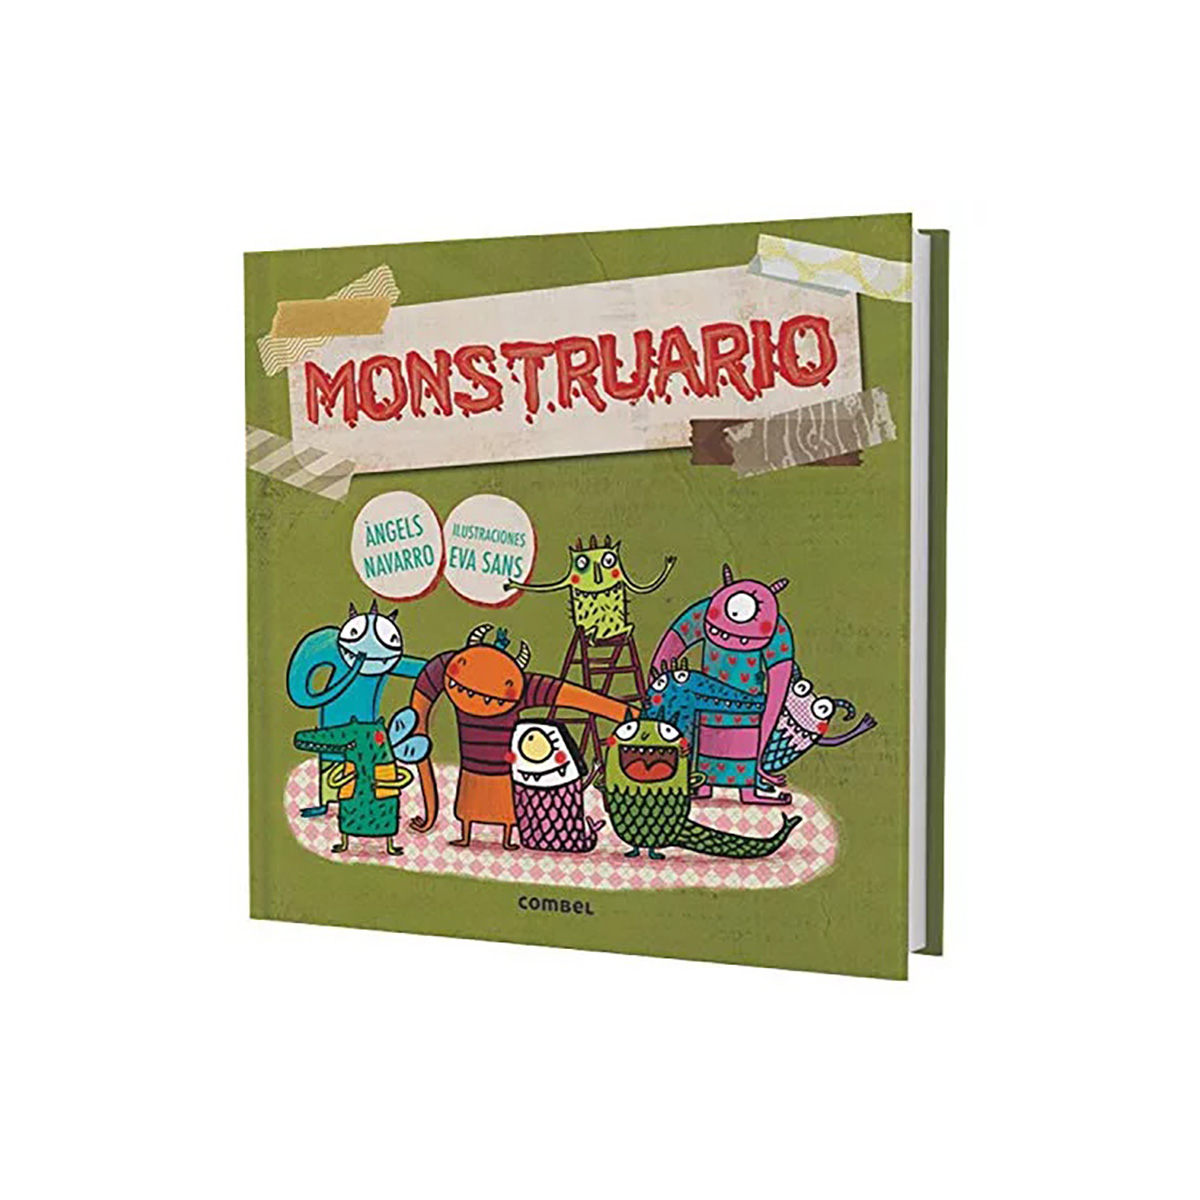 MONSTRUARIO
ÀNGELS
NAVARRO
ILUSTRACIONES
EVA SANS
COMBEL